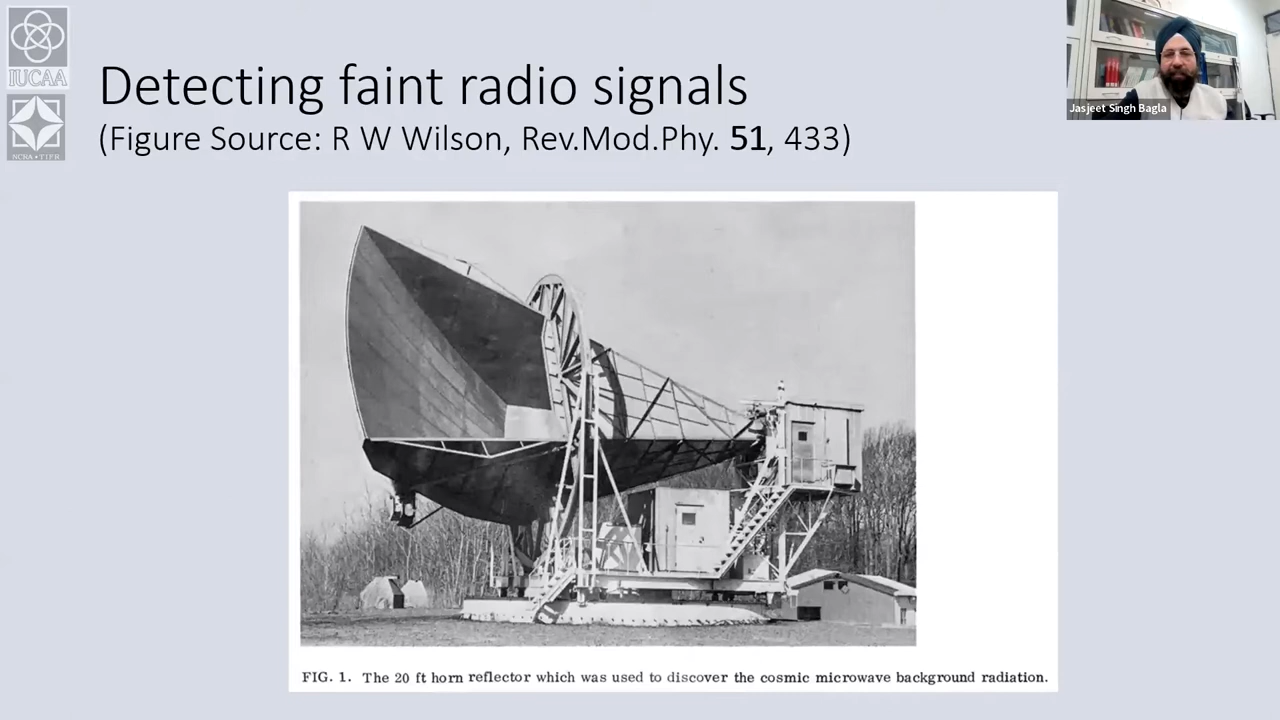 IUCAA
NCRA • TIFR
Detecting faint radio signals
(Figure Source: R W Wilson, Rev.Mod.Phy. 51, 433)
Jasjeet Singh Bagla
FIG. 1. The 20 ft horn reflector which was used to discover the cosmic microwave background radiation.